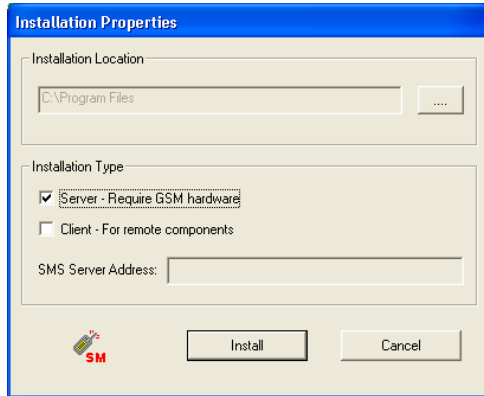 Installation Properties
Installation Location
C:\Program Files
....
Installation Type
Server - Require GSM hardware
Client - For remote components
SMS Server Address:
SM
Install
Cancel